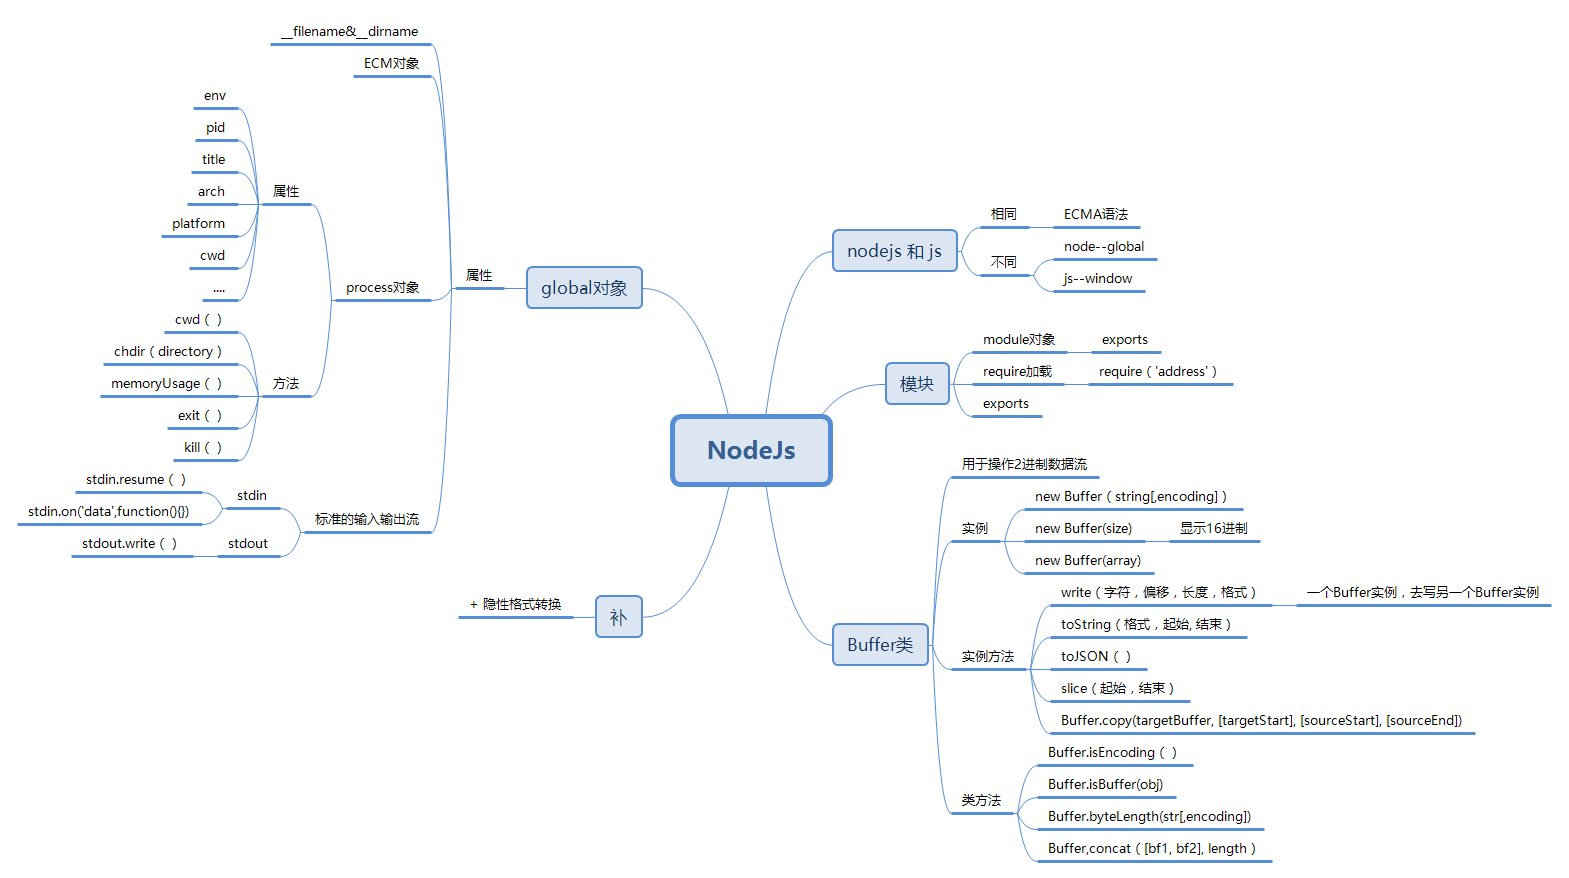 NodeJs
nodejs 和 js
相同
ECMA语法
不同
node--global
js--window
模块
module对象
exports
require加载
require（'address'）
exports
Buffer类
用于操作2进制数据流
实例
new Buffer（string[,encoding]）
new Buffer(size)
显示16进制
new Buffer(array)
实例方法
write（字符，偏移，长度，格式）
一个Buffer实例，去写另一个Buffer实例
toString（格式，起始, 结束）
toJSON（ ）
slice（起始，结束）
Buffer.copy(targetBuffer, [targetStart], [sourceStart], [sourceEnd])
类方法
Buffer.isEncoding（ ）
Buffer.isBuffer(obj)
Buffer.byteLength(str[,encoding])
Buffer,concat（[bf1, bf2], length）
global对象
属性
__filename&__dirname
ECM对象
process对象
属性
env
pid
title
arch
platform
cwd
....
方法
cwd（ ）
chdir（directory）
memoryUsage（ ）
exit（ ）
kill（ ）
标准的输入输出流
stdin
stdin.resume（ ）
stdin.on('data',function(){})
stdout
stdout.write（ ）
补
+ 隐性格式转换